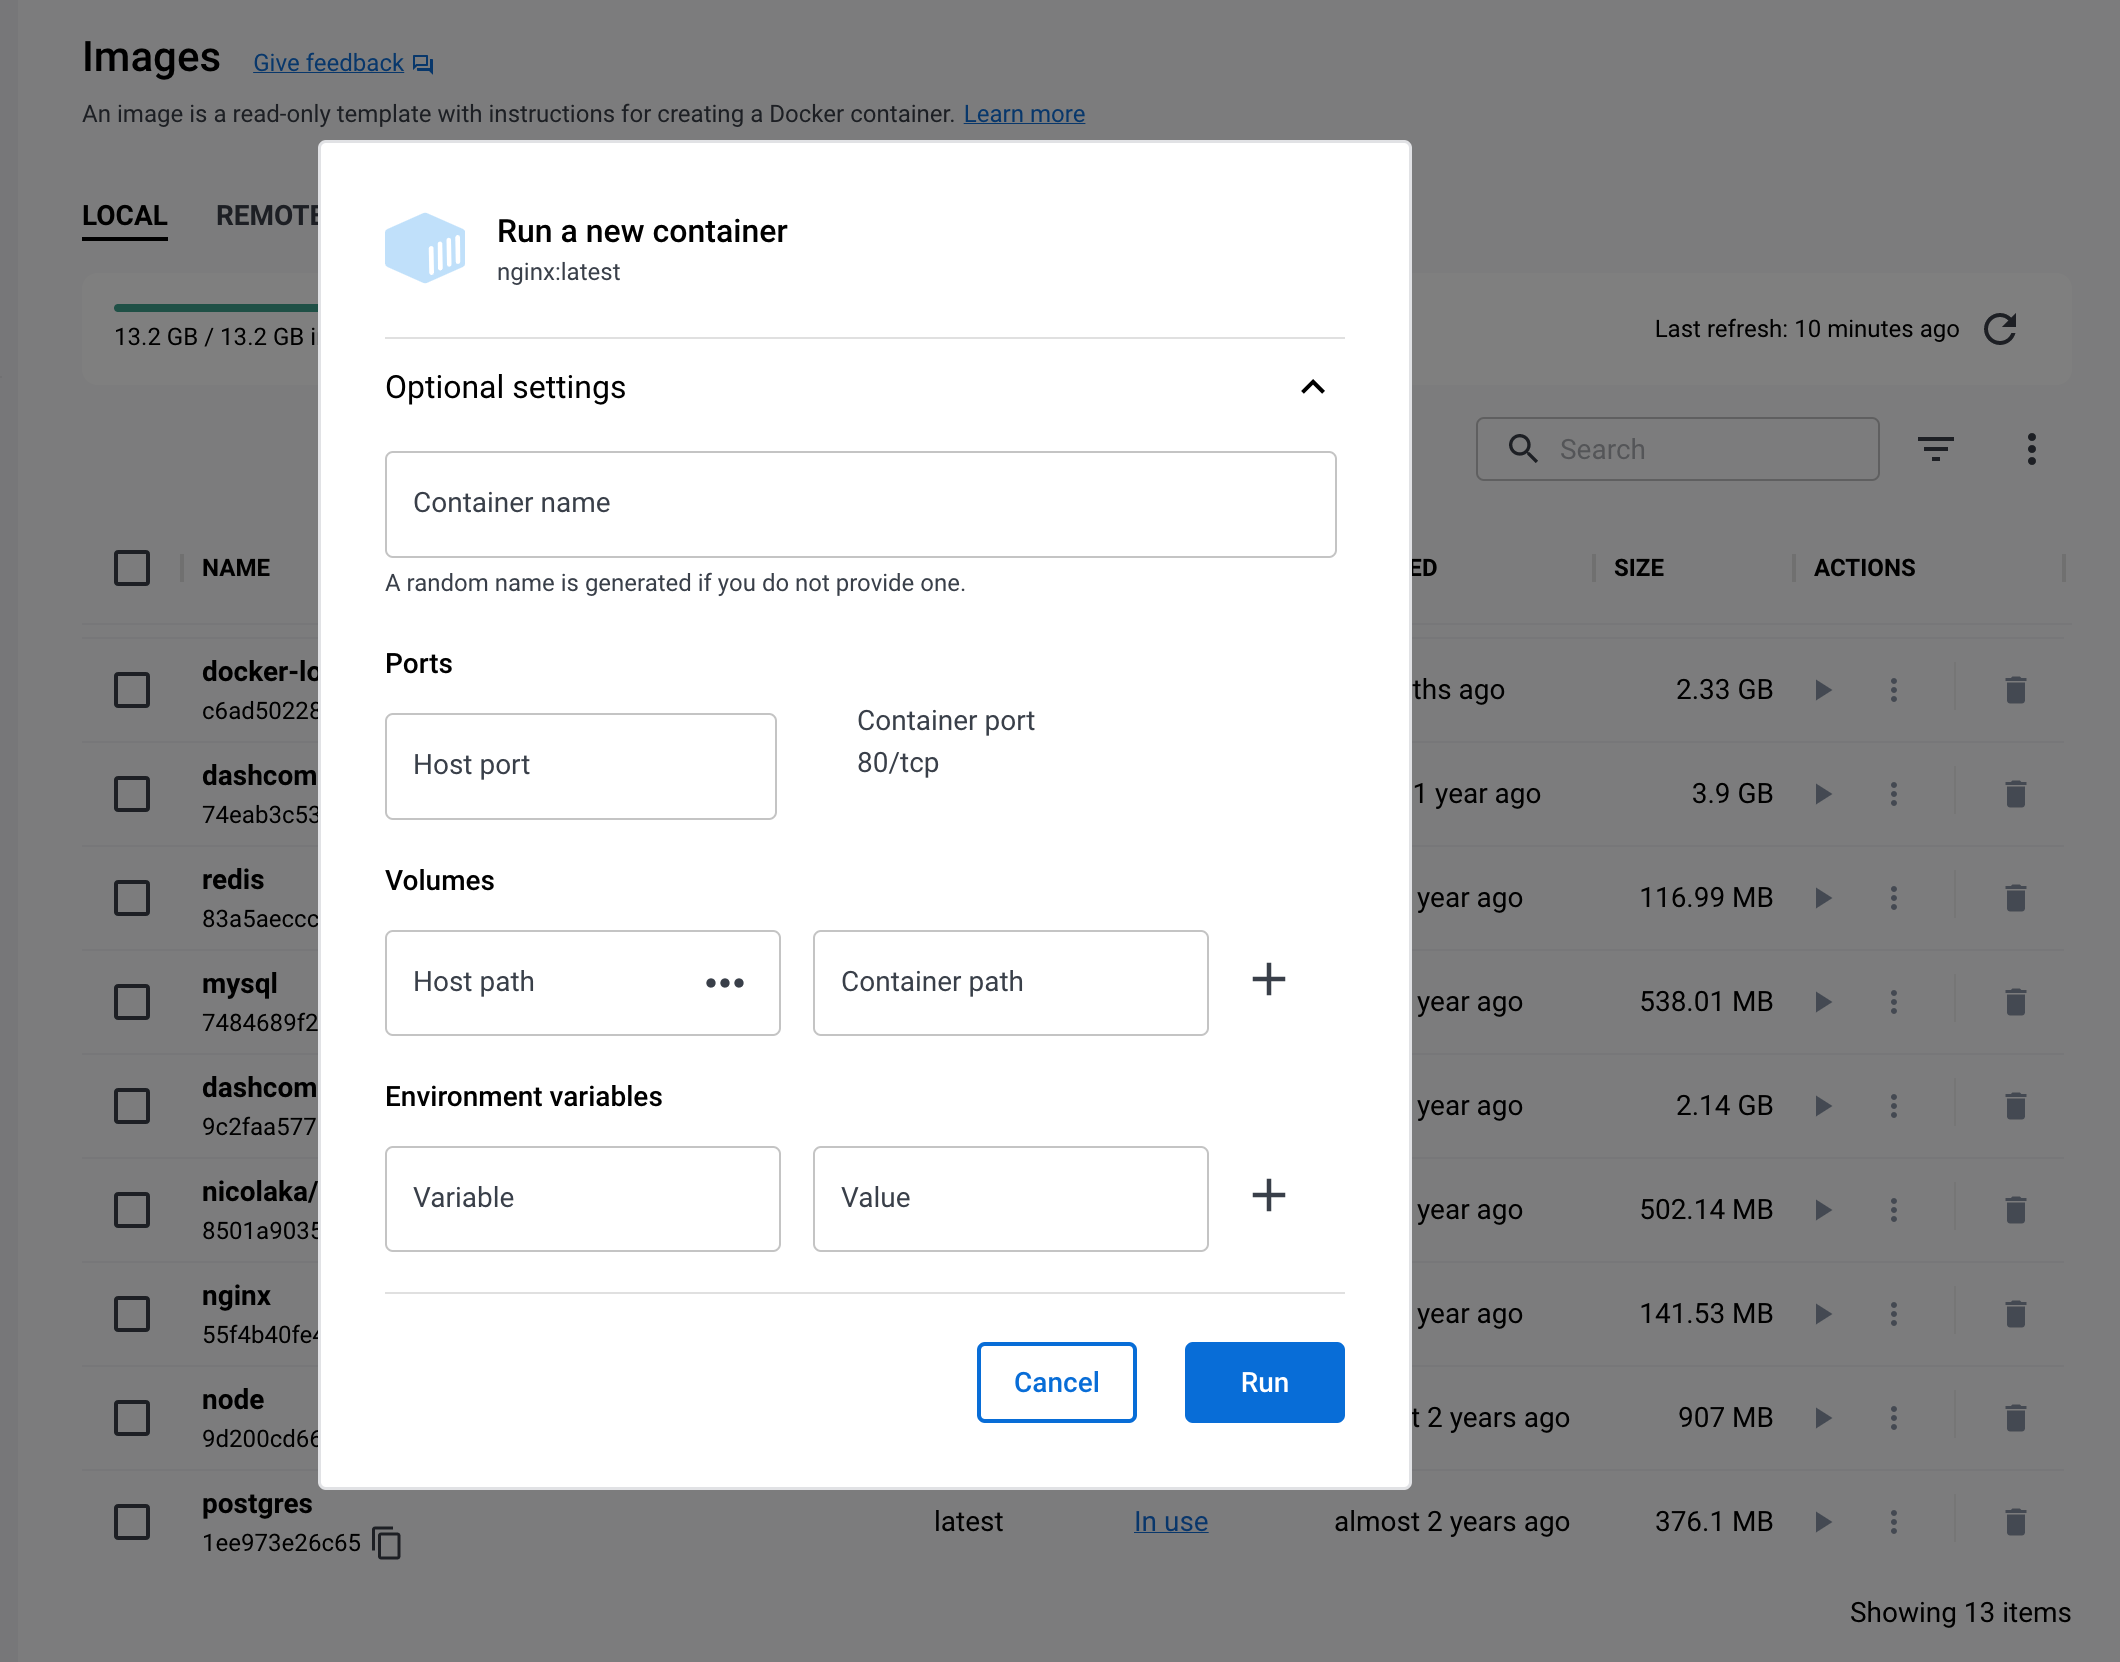 Images Give feedback
An image is a read-only template with instructions for creating a Docker container. Learn more
LOCAL REMOTE
13.2 GB / 13.2 GB
Last refresh: 10 minutes ago
Search
NAME SIZE ACTIONS
Run a new container
nginx:latest
Optional settings
Container name
A random name is generated if you do not provide one.
Ports
Host port
Container port
80/tcp
Volumes
Host path ••• Container path
Environment variables
Variable Value
Cancel Run
docker-lo
c6ad50228
ths ago 2.33 GB
dashcom
74eab3c53
1 year ago 3.9 GB
redis
83a5aeccc
year ago 116.99 MB
mysql
7484689f2
year ago 538.01 MB
dashcom
9c2faa577
year ago 2.14 GB
nicolaka/
8501a9035
year ago 502.14 MB
nginx
55f4b40fe4
year ago 141.53 MB
node
9d200cd66
t 2 years ago 907 MB
postgres
1ee973e26c65
latest In use almost 2 years ago 376.1 MB
Showing 13 items